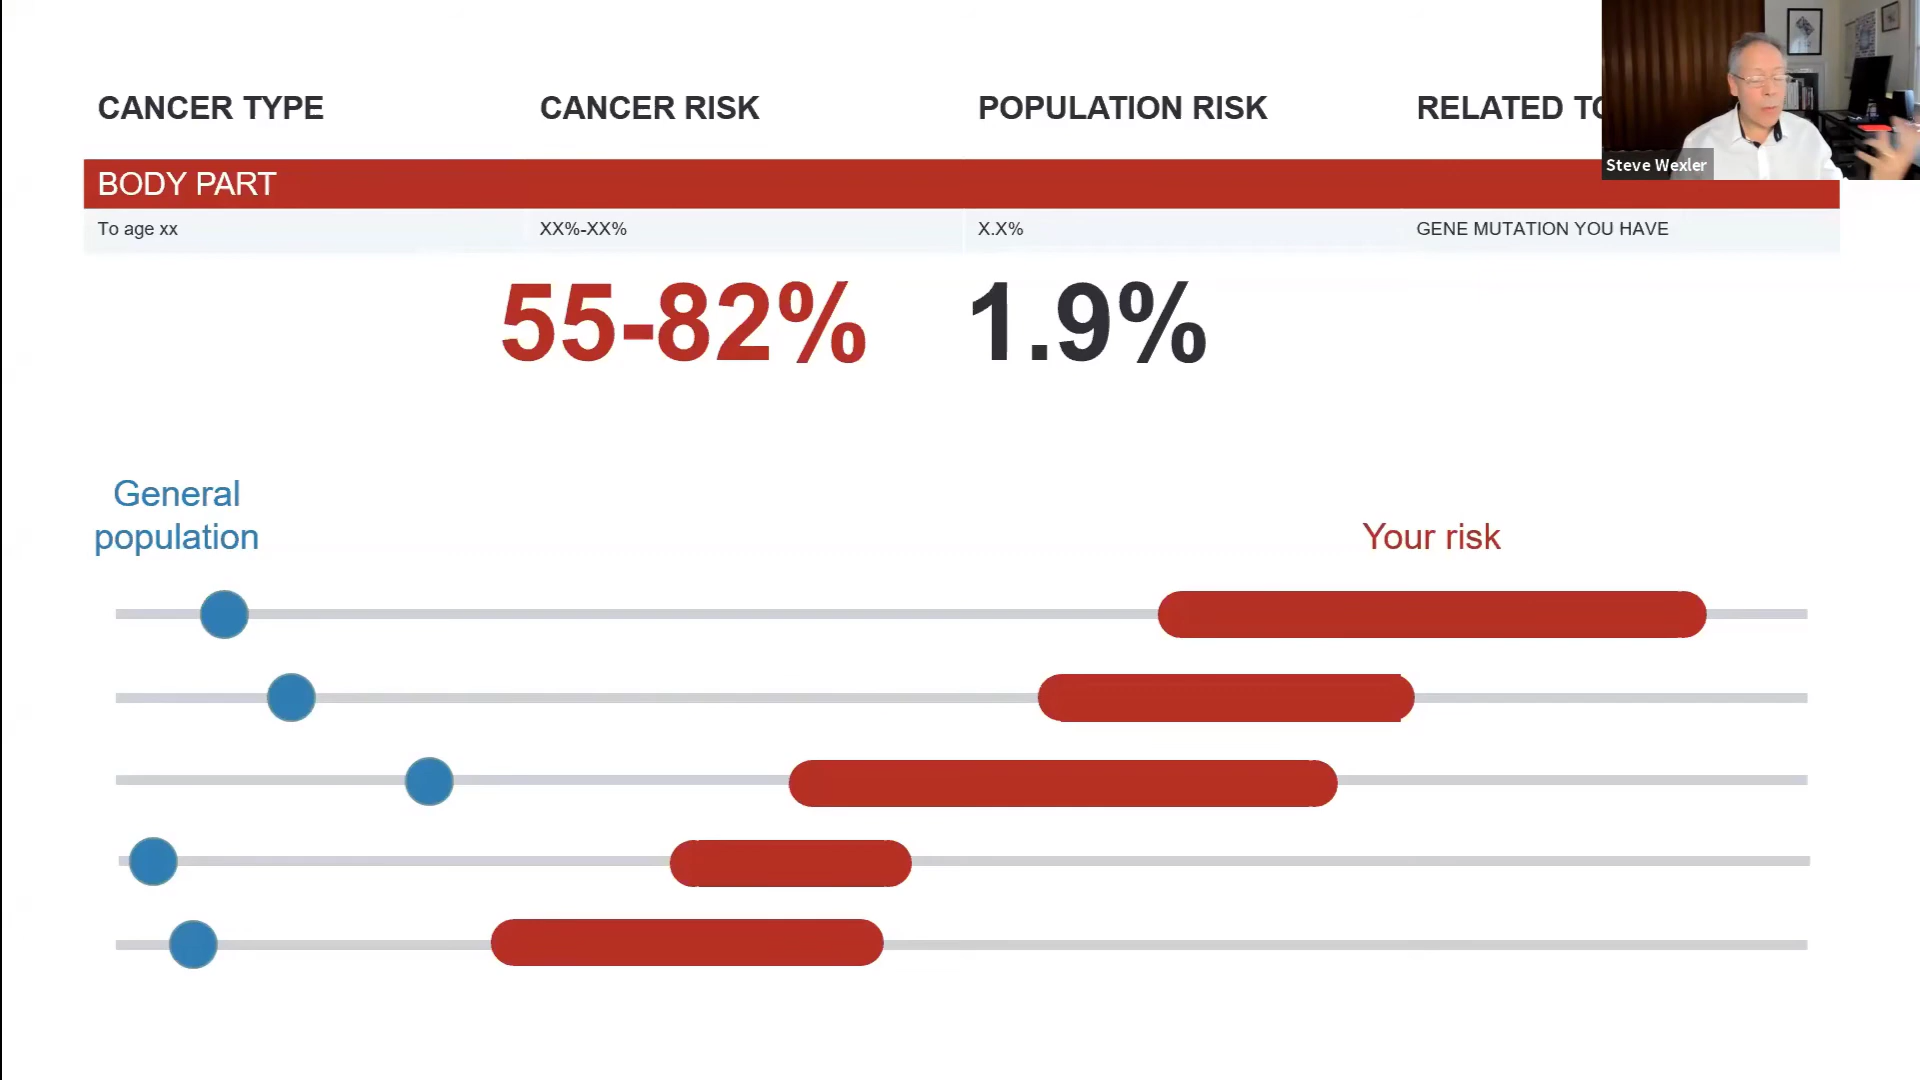 CANCER TYPE
CANCER RISK
POPULATION RISK
RELATED
Steve Wexler
BODY PART
To age xx
XX%-XX%
X.X%
GENE MUTATION YOU HAVE
55-82%
1.9%
General
population
Your risk